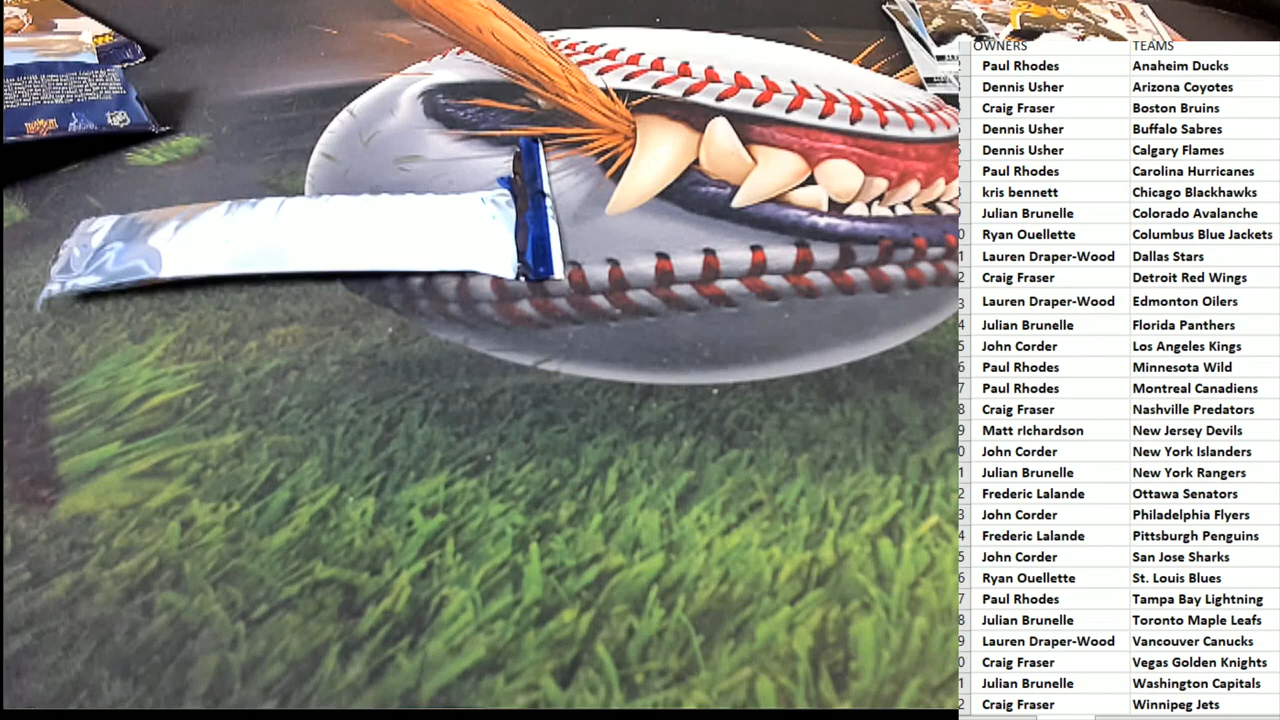 OWNERS TEAMS
Paul Rhodes Anaheim Ducks
Dennis Usher Arizona Coyotes
Craig Fraser Boston Bruins
Dennis Usher Buffalo Sabres
Dennis Usher Calgary Flames
Paul Rhodes Carolina Hurricanes
kris bennett Chicago Blackhawks
Julian Brunelle Colorado Avalanche
Ryan Ouellette Columbus Blue Jackets
Lauren Draper-Wood Dallas Stars
Craig Fraser Detroit Red Wings
Lauren Draper-Wood Edmonton Oilers
Julian Brunelle Florida Panthers
John Corder Los Angeles Kings
Paul Rhodes Minnesota Wild
Paul Rhodes Montreal Canadiens
Craig Fraser Nashville Predators
Matt rIchardson New Jersey Devils
John Corder New York Islanders
Julian Brunelle New York Rangers
Frederic Lalande Ottawa Senators
John Corder Philadelphia Flyers
Frederic Lalande Pittsburgh Penguins
John Corder San Jose Sharks
Ryan Ouellette St. Louis Blues
Paul Rhodes Tampa Bay Lightning
Julian Brunelle Toronto Maple Leafs
Lauren Draper-Wood Vancouver Canucks
Craig Fraser Vegas Golden Knights
Julian Brunelle Washington Capitals
Craig Fraser Winnipeg Jets